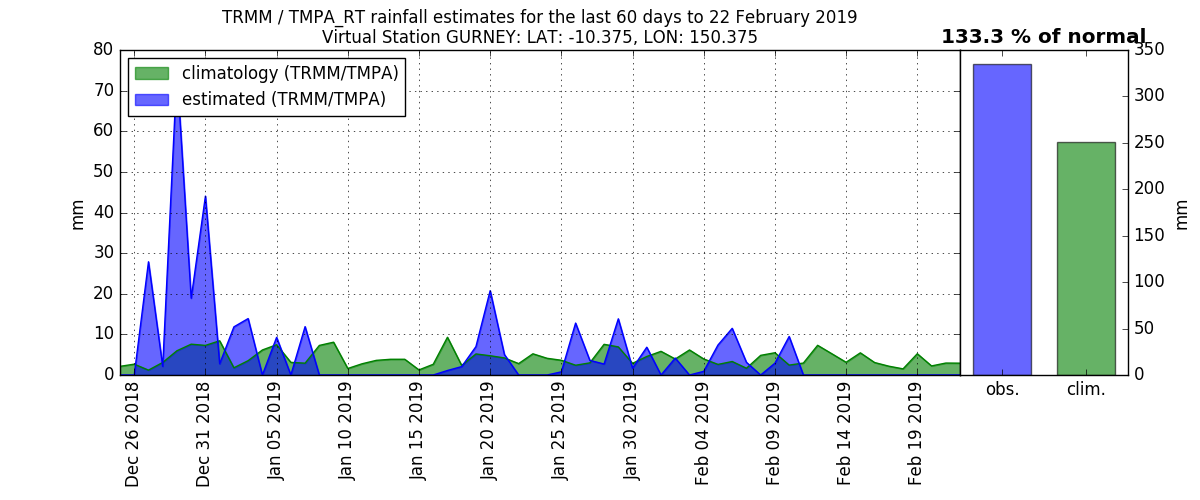 TRMM / TMPA_RT rainfall estimates for the last 60 days to 22 February 2019
Virtual Station GURNEY: LAT: -10.375, LON: 150.375
133.3 % of normal
climatology (TRMM/TMPA)
estimated (TRMM/TMPA)
80
70
60
50
40
30
20
10
0
mm
Dec 26 2018
Dec 31 2018
Jan 05 2019
Jan 10 2019
Jan 15 2019
Jan 20 2019
Jan 25 2019
Jan 30 2019
Feb 04 2019
Feb 09 2019
Feb 14 2019
Feb 19 2019
350
300
250
200
150
100
50
0
mm
obs.
clim.